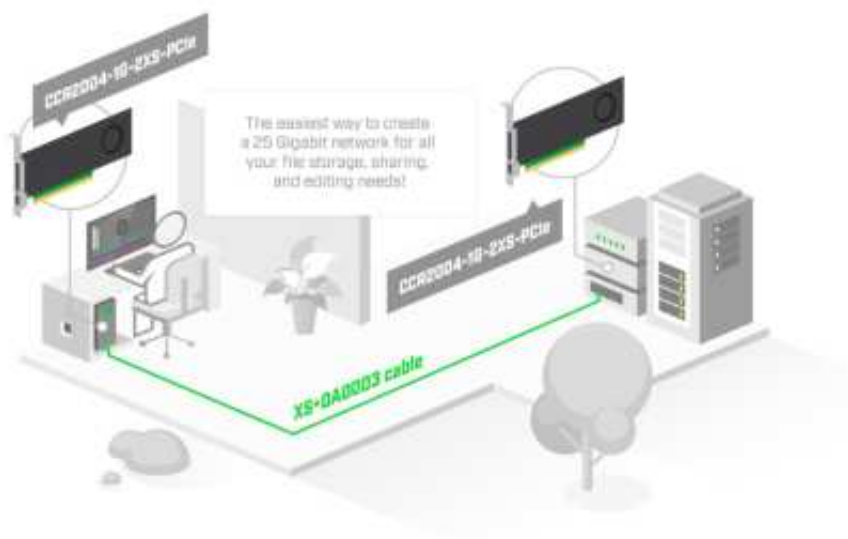 CCR2004-1G-2XS-PCIe
The easiest way to create
a 25 Gigabit network for all
your file storage, sharing,
and editing needs!
CCR2004-1G-2XS-PCIe
XS+DA0003 cable